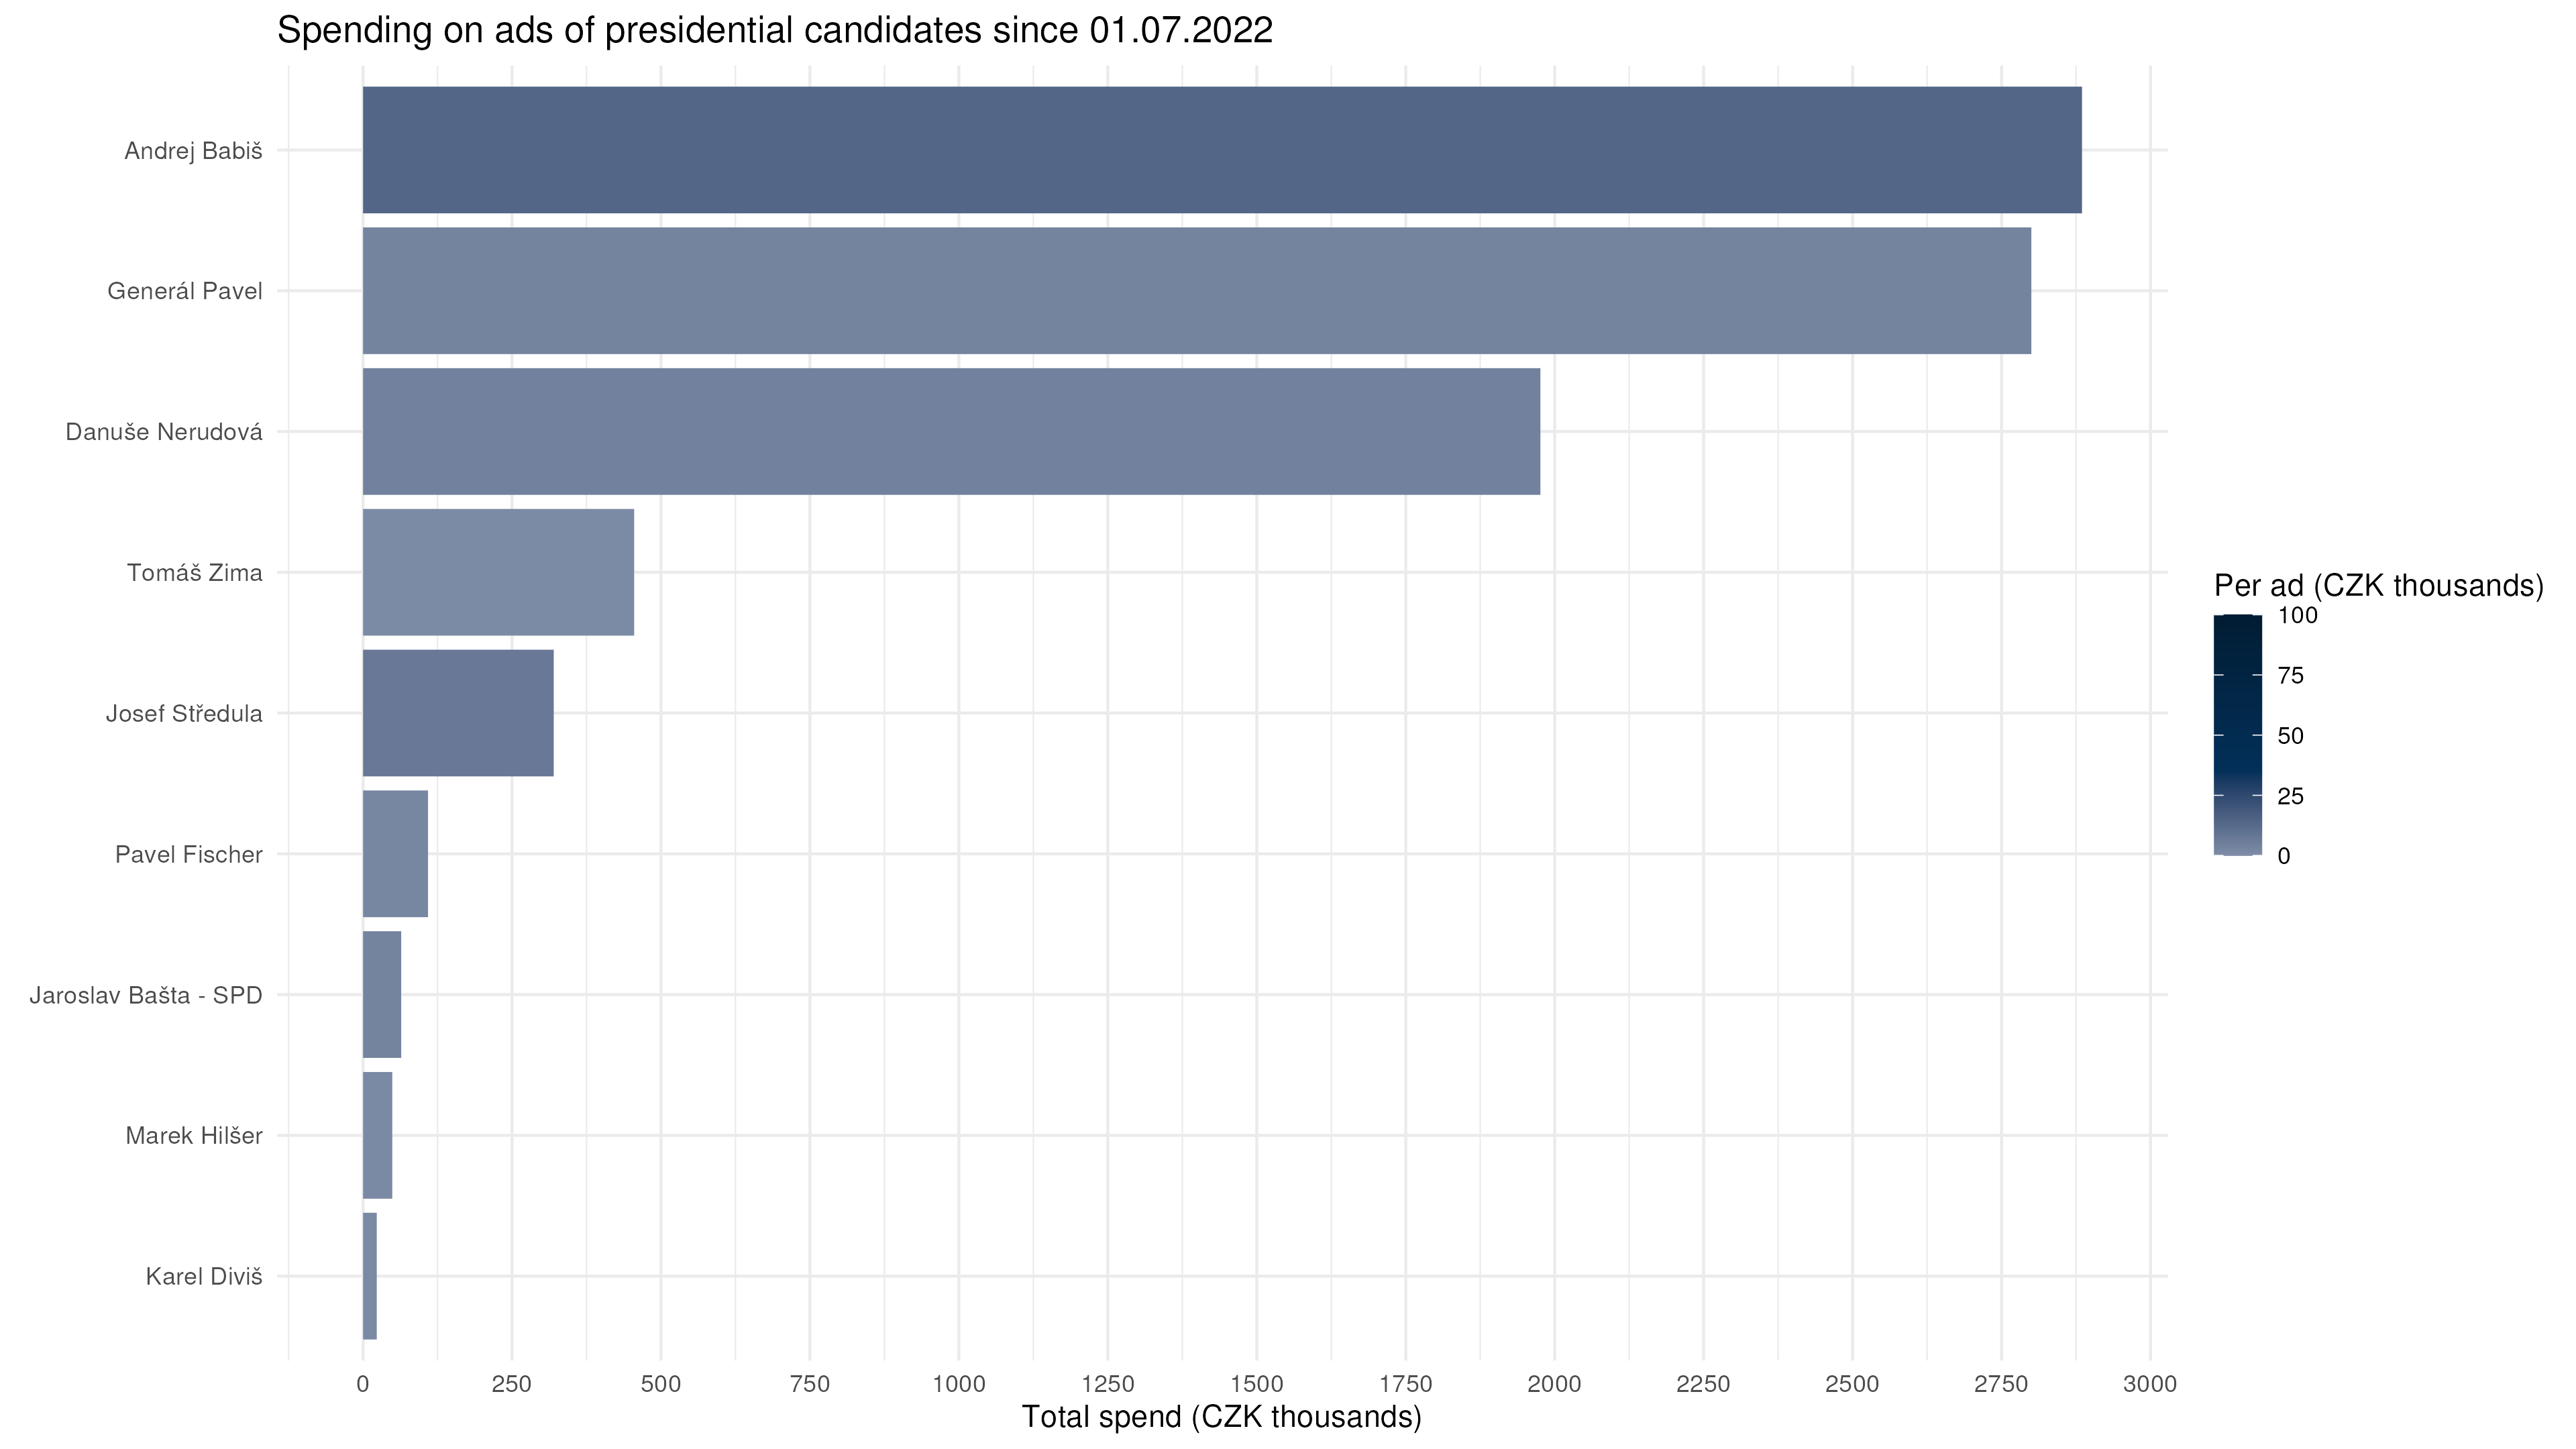 Spending on ads of presidential candidates since 01.07.2022
Andrej Babiš
Generál Pavel
Danuše Nerudová
Tomáš Zima
Josef Středula
Pavel Fischer
Jaroslav Bašta - SPD
Marek Hilšer
Karel Diviš
0 250 500 750 1000 1250 1500 1750 2000 2250 2500 2750 3000
Total spend (CZK thousands)
Per ad (CZK thousands)
100
75
50
25
0